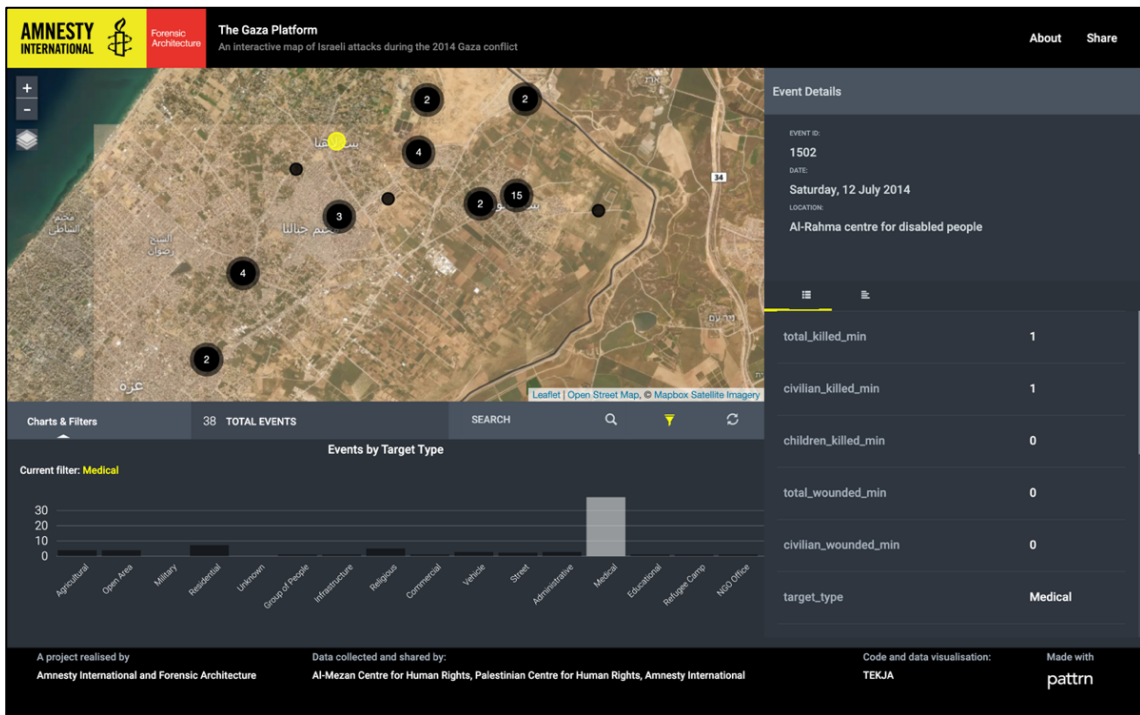 AMNESTY
INTERNATIONAL
Forensic
Architecture
The Gaza Platform
An interactive map of Israeli attacks during the 2014 Gaza conflict
About
Share
+
-
2
2
4
34
15
2
3
4
2
مخيم
الشاطئ
الشيخ
رضوان
غزه
Leaflet | Open Street Map, © Mapbox Satellite Imagery
Event Details
EVENT ID:
1502
DATE:
Saturday, 12 July 2014
LOCATION:
Al-Rahma centre for disabled people
total_killed_min 1
civilian_killed_min 1
children_killed_min 0
total_wounded_min 0
civilian_wounded_min 0
target_type Medical
Charts & Filters
38 TOTAL EVENTS
SEARCH
Events by Target Type
Current filter: Medical
30
20
10
0
Agricultural
Open Area
Military
Residential
Unknown
Group of People
Infrastructure
Religious
Commercial
Vehicle
Street
Administrative
Medical
Educational
Refugee Camp
NGO Office
A project realised by
Amnesty International and Forensic Architecture
Data collected and shared by:
Al-Mezan Centre for Human Rights, Palestinian Centre for Human Rights, Amnesty International
Code and data visualisation:
TEKJA
Made with
pattrn